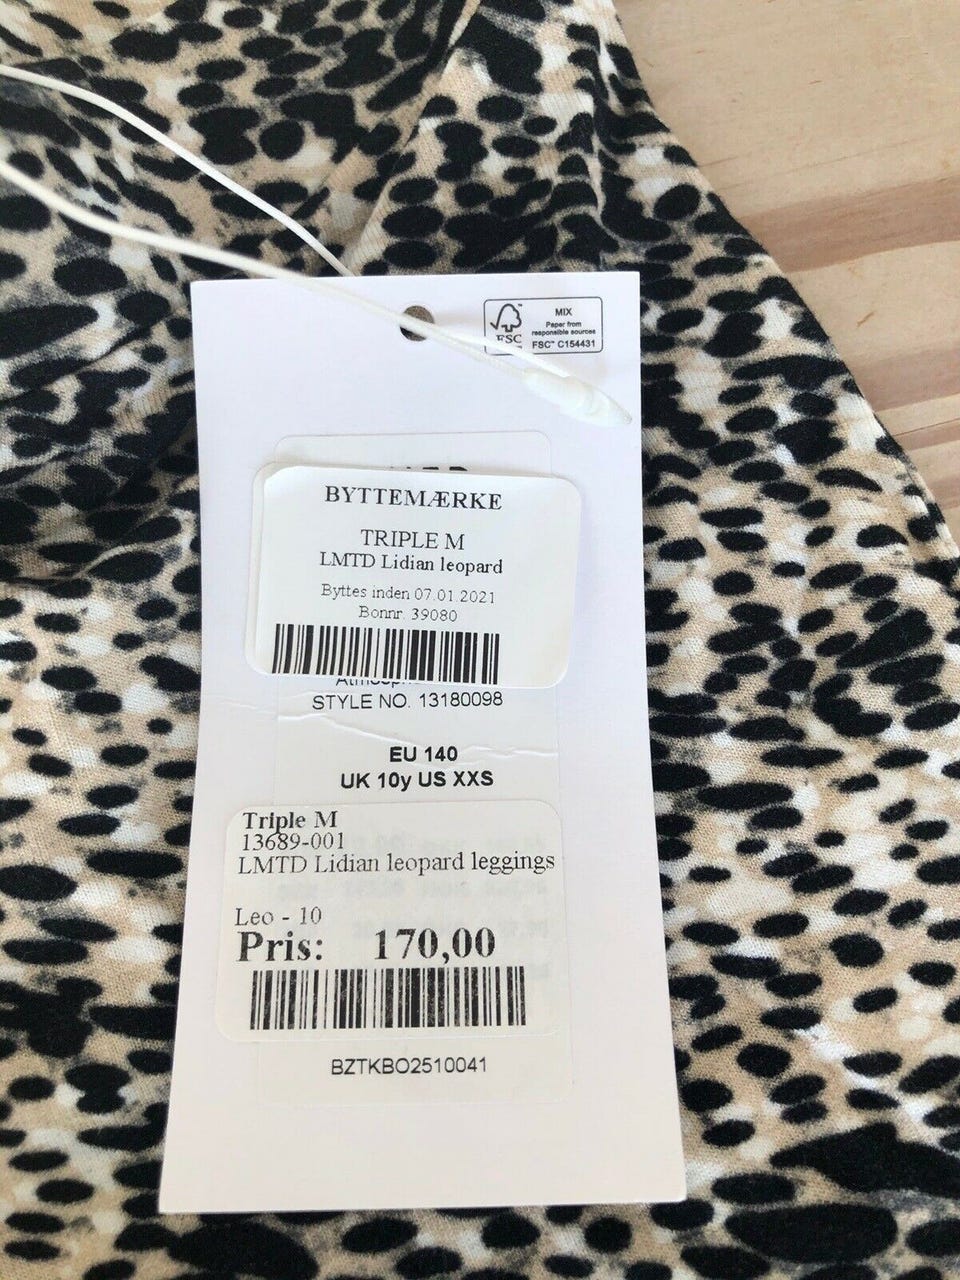 FSC™
MIX
Paper from
responsible sources
FSC™ C154431
BYTTEMÆRKE
TRIPLE M
LMTD Lidian leopard
Byttes inden 07.01.2021
Bonnr. 39080
STYLE NO. 13180098
EU 140
UK 10y US XXS
Triple M
13689-001
LMTD Lidian leopard leggings
Leo - 10
Pris: 170,00
BZTKBO2510041